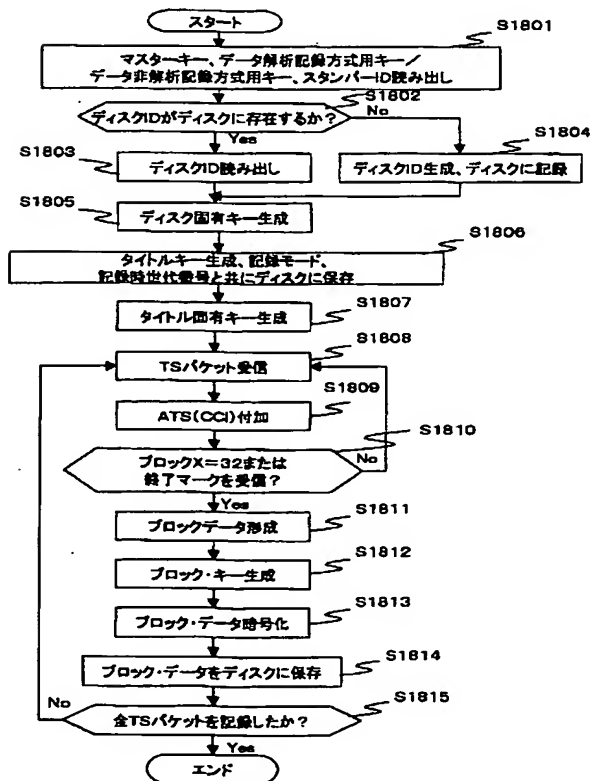 スタート
S1801
マスターキー、データ解析記録方式用キー/
データ非解析記録方式用キー、スタンパーID読み出し
S1802
ディスクIDがディスクに存在するか?
No
Yes
S1803
ディスクID読み出し
S1804
ディスクID生成、ディスクに記録
S1805
ディスク固有キー生成
S1806
タイトルキー生成、記録モード、
記録時世代番号と共にディスクに保存
S1807
タイトル固有キー生成
S1808
TSパケット受信
S1809
ATS(CCI)付加
S1810
ブロックX=32または
終了マークを受信?
No
Yes
S1811
ブロックデータ形成
S1812
ブロック・キー生成
S1813
ブロック・データ暗号化
S1814
ブロック・データをディスクに保存
S1815
No
全TSパケットを記録したか?
Yes
エンド